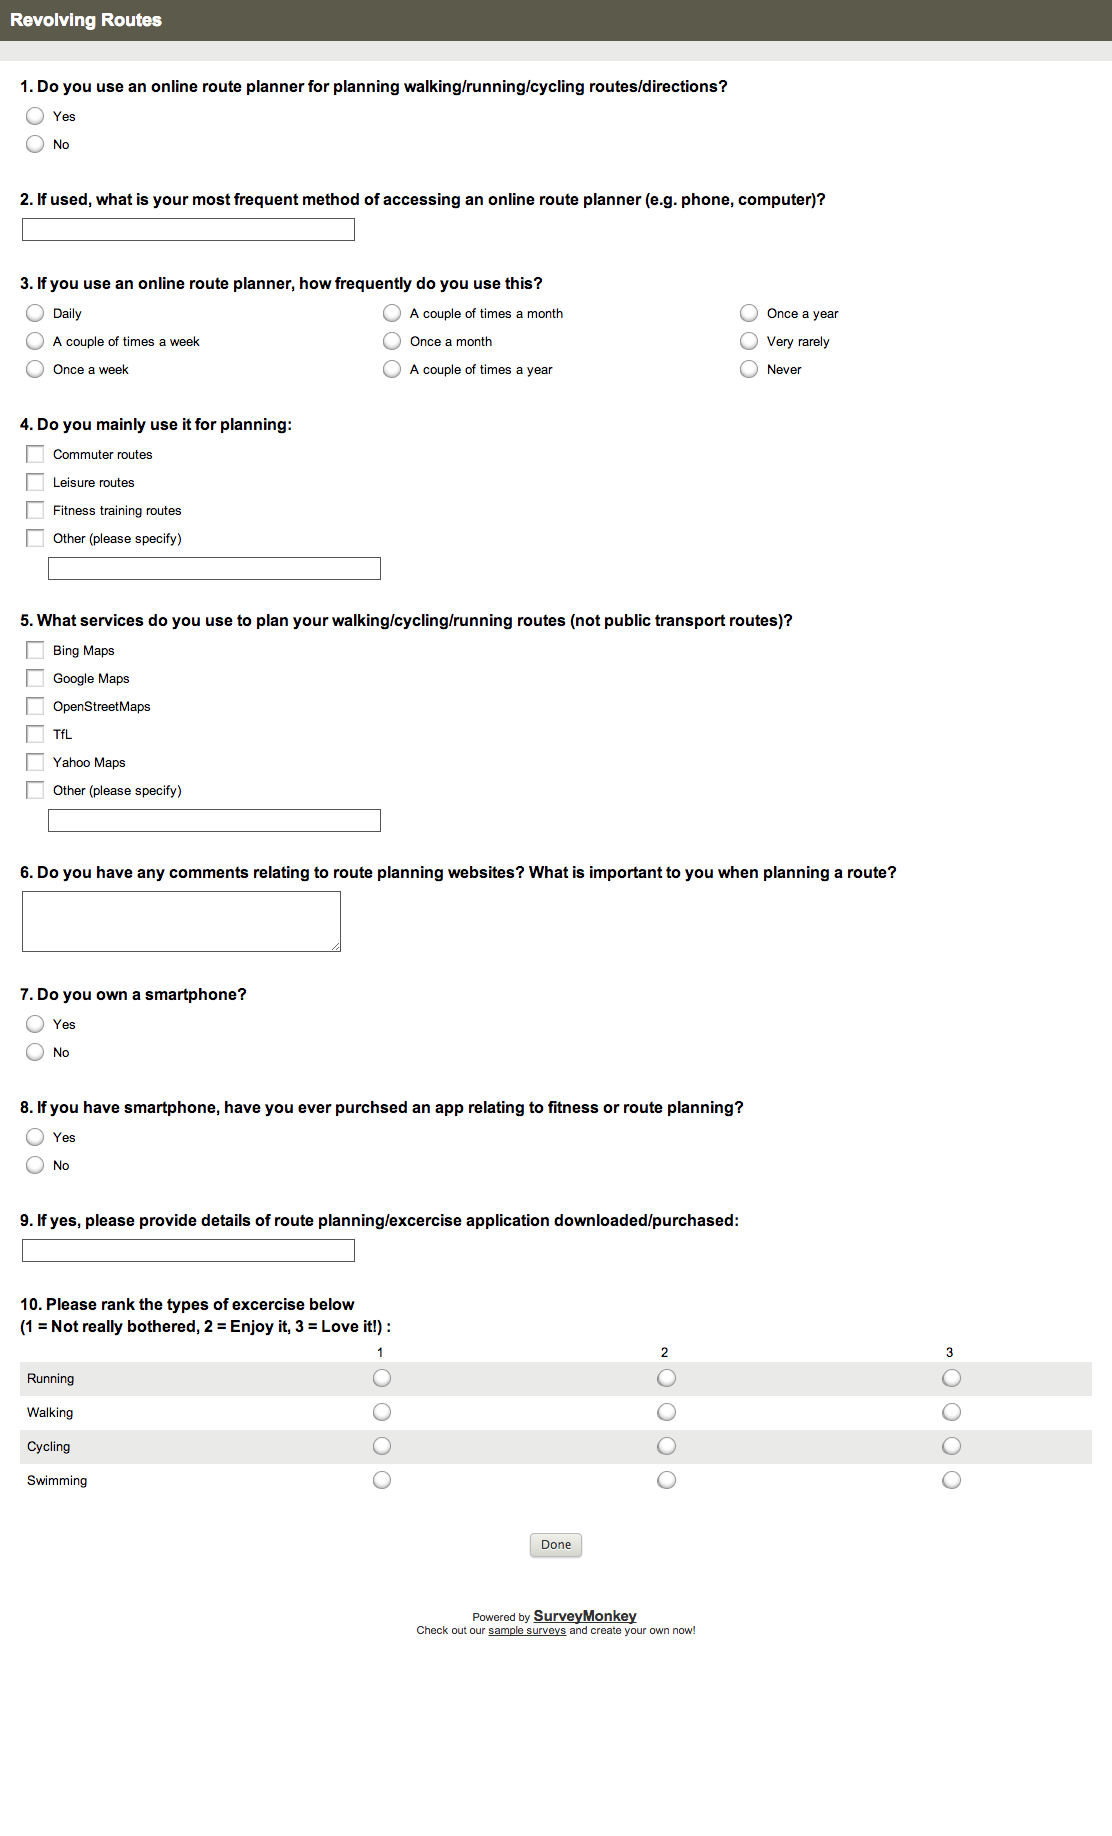 Revolving Routes
1. Do you use an online route planner for planning walking/running/cycling routes/directions?
Yes
No
2. If used, what is your most frequent method of accessing an online route planner (e.g. phone, computer)?
3. If you use an online route planner, how frequently do you use this?
Daily
A couple of times a week
Once a week
A couple of times a month
Once a month
A couple of times a year
Once a year
Very rarely
Never
4. Do you mainly use it for planning:
Commuter routes
Leisure routes
Fitness training routes
Other (please specify)
5. What services do you use to plan your walking/cycling/running routes (not public transport routes)?
Bing Maps
Google Maps
OpenStreetMaps
TfL
Yahoo Maps
Other (please specify)
6. Do you have any comments relating to route planning websites? What is important to you when planning a route?
7. Do you own a smartphone?
Yes
No
8. If you have smartphone, have you ever purchsed an app relating to fitness or route planning?
Yes
No
9. If yes, please provide details of route planning/excercise application downloaded/purchased:
10. Please rank the types of excercise below
(1 = Not really bothered, 2 = Enjoy it, 3 = Love it!) :
1 2 3
Running
Walking
Cycling
Swimming
Done
Powered by SurveyMonkey
Check out our sample surveys and create your own now!